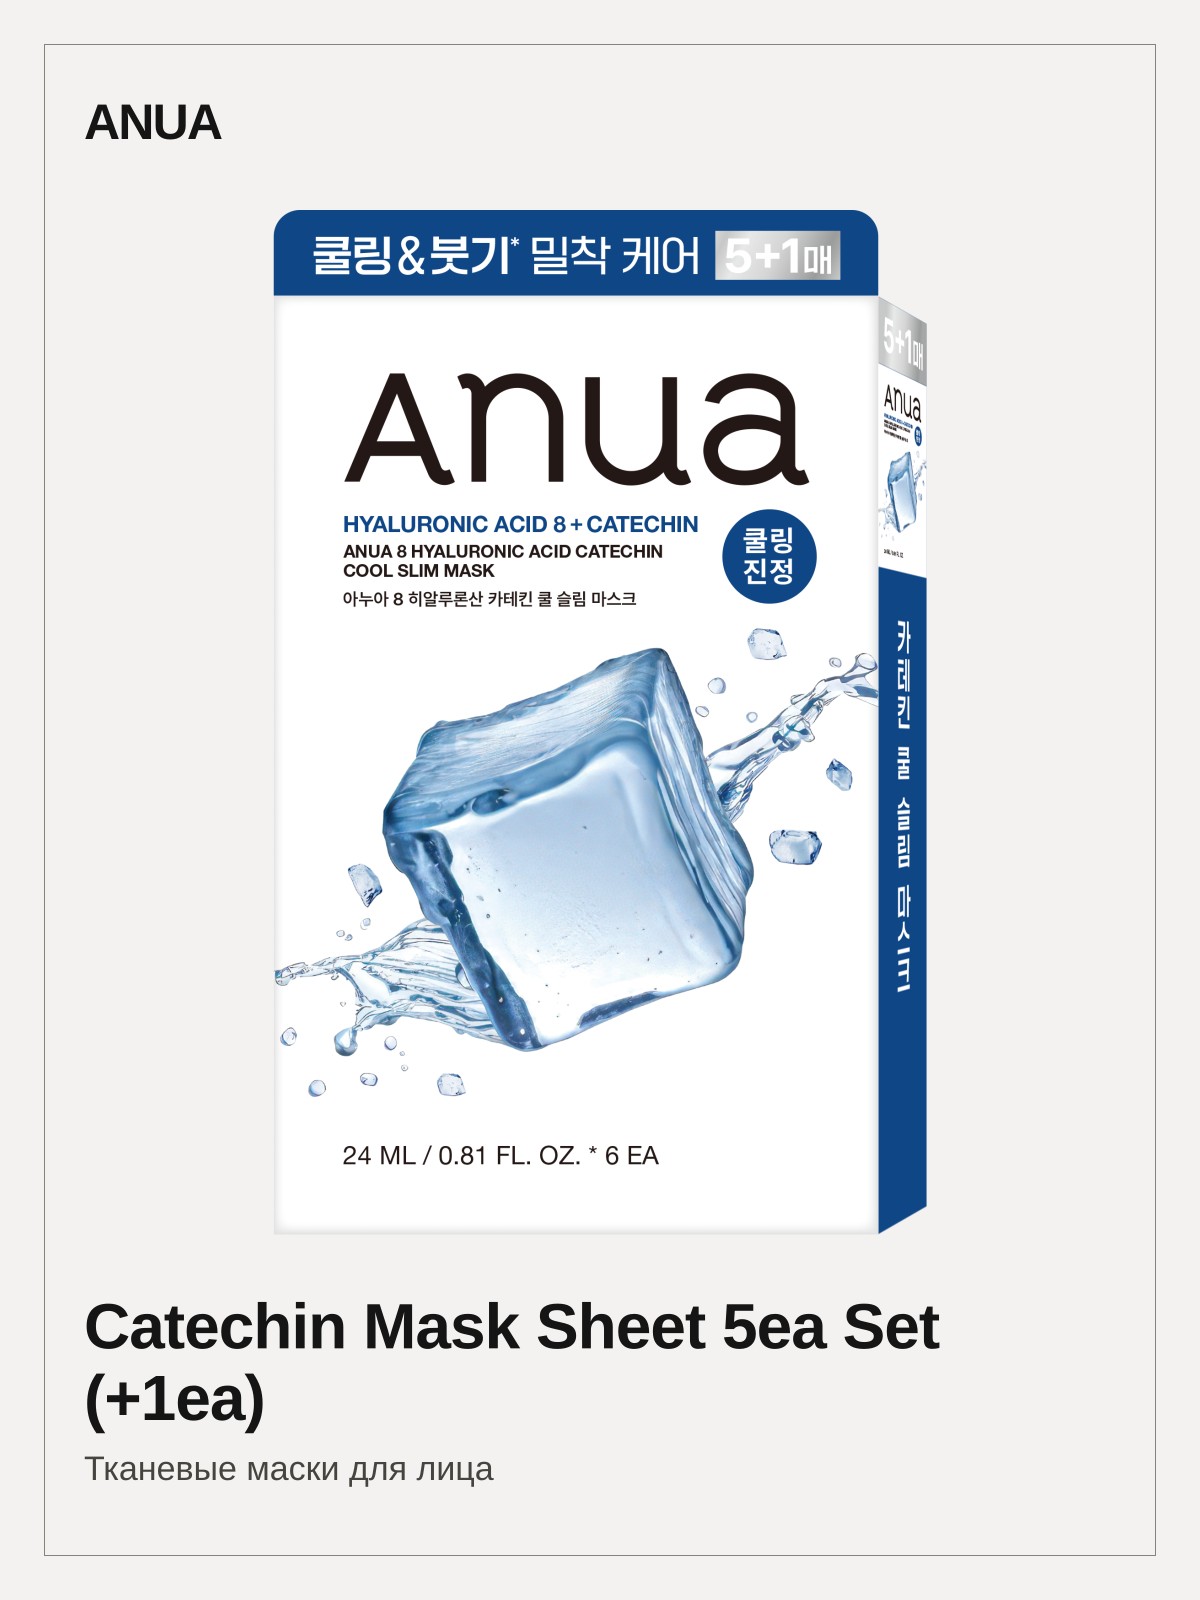 ANUA
쿨링&붓기* 밀착 케어 5+1매
5+1매
Anua
Anua
HYALURONIC ACID 8+CATECHIN
ANUA 8 HYALURONIC ACID CATECHIN
COOL SLIM MASK
아누아 8 히알루론산 카테킨 쿨 슬림 마스크
쿨링
진정
카테킨 쿨 슬림 마스크
24 ML / 0.81 FL. OZ. * 6 EA
Catechin Mask Sheet 5ea Set
(+1ea)
Тканевые маски для лица